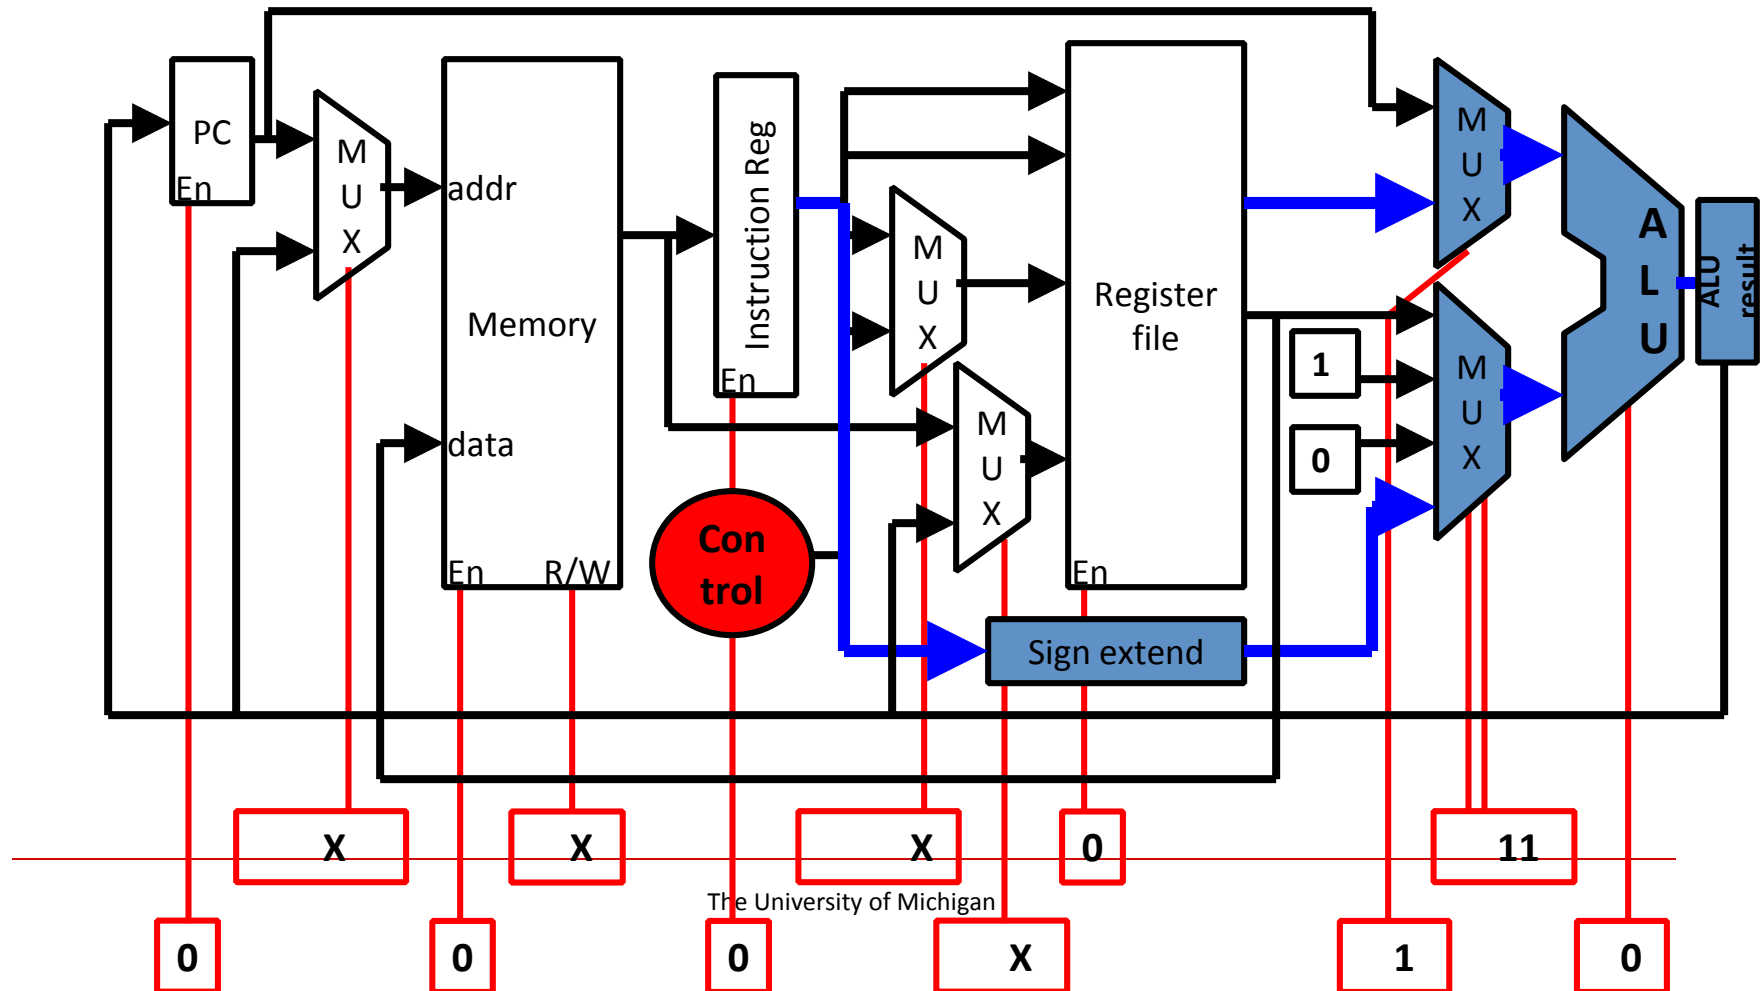 PC
En
M
U
X
addr
Memory
data
En
R/W
Instruction Reg
En
Con
trol
M
U
X
M
U
X
Register
file
En
Sign extend
1
0
M
U
X
M
U
X
A
L
U
ALU
result
X
X
X
0
11
The University of Michigan
0
0
0
X
1
0